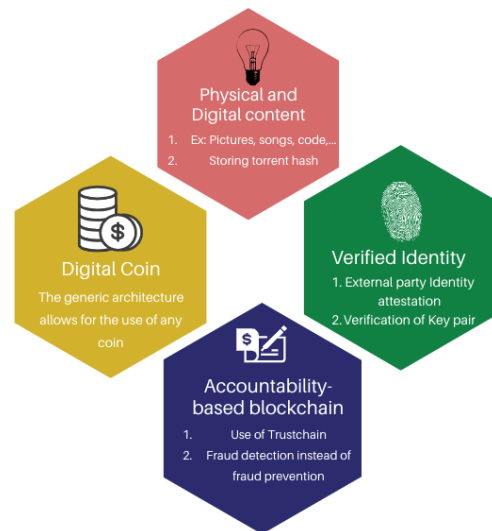 Physical and
Digital content
1. Ex: Pictures, songs, code,...
2. Storing torrent hash
$
Digital Coin
The generic architecture
allows for the use of any
coin
Verified Identity
1. External party Identity
attestation
2. Verification of Key pair
$
Accountability-
based blockchain
1. Use of Trustchain
2. Fraud detection instead of
fraud prevention